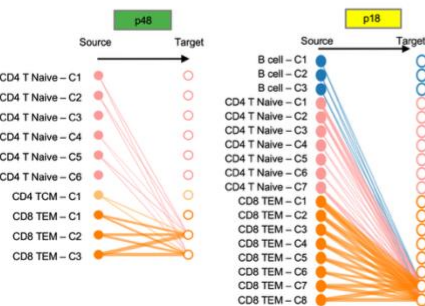 p48
Source Target
CD4 T Naive – C1
CD4 T Naive – C2
CD4 T Naive – C3
CD4 T Naive – C4
CD4 T Naive – C5
CD4 T Naive – C6
CD4 TCM – C1
CD8 TEM – C1
CD8 TEM – C2
CD8 TEM – C3
p18
Source Target
B cell – C1
B cell – C2
B cell – C3
CD4 T Naive – C1
CD4 T Naive – C2
CD4 T Naive – C3
CD4 T Naive – C4
CD4 T Naive – C5
CD4 T Naive – C6
CD4 T Naive – C7
CD8 TEM – C1
CD8 TEM – C2
CD8 TEM – C3
CD8 TEM – C4
CD8 TEM – C5
CD8 TEM – C6
CD8 TEM – C7
CD8 TEM – C8